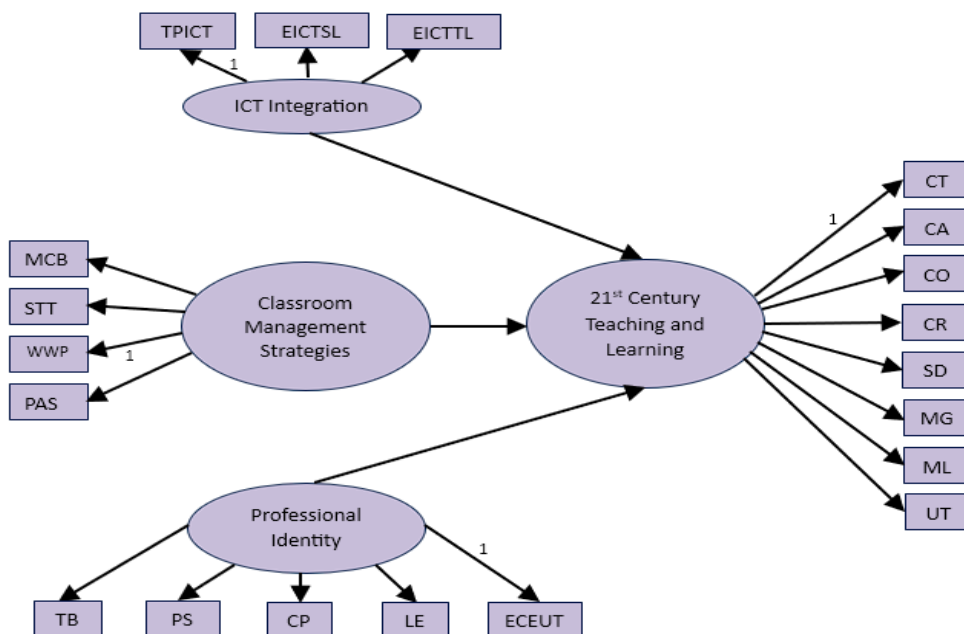 TPICT
EICTSL
EICTTL
1
ICT Integration
CT
1
CA
MCB
CO
STT
Classroom
Management
Strategies
21st Century
Teaching and
Learning
CR
WWP
1
SD
PAS
MG
ML
UT
Professional
Identity
1
TB
PS
CP
LE
ECEUT